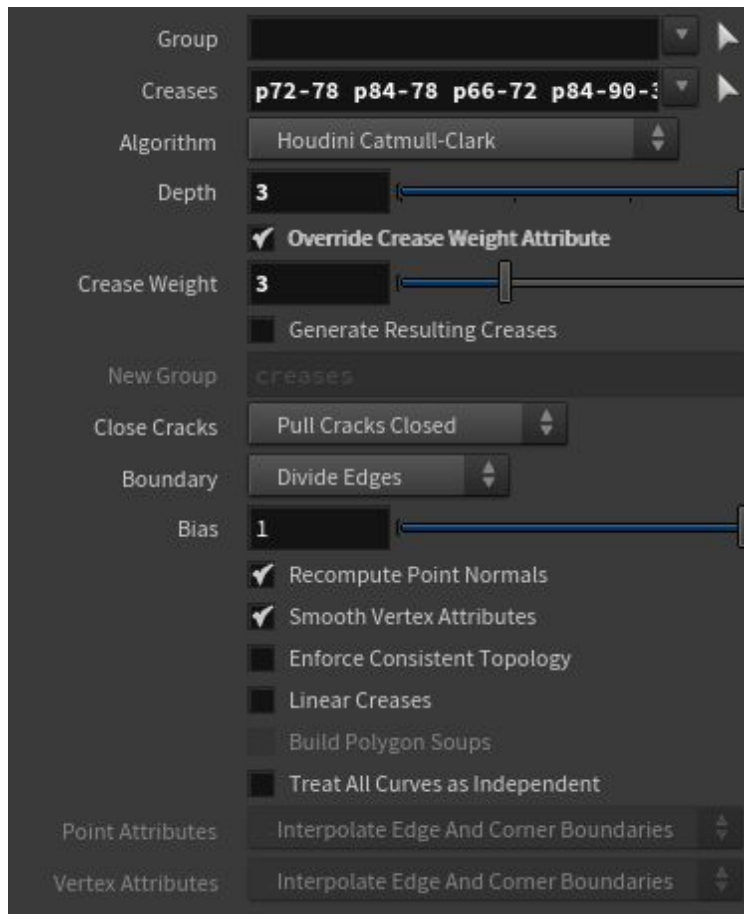 Group
Creases p72-78 p84-78 p66-72 p84-90-
Algorithm Houdini Catmull-Clark
Depth 3
Override Crease Weight Attribute
Crease Weight 3
Generate Resulting Creases
New Group creases
Close Cracks Pull Cracks Closed
Boundary Divide Edges
Bias 1
Recompute Point Normals
Smooth Vertex Attributes
Enforce Consistent Topology
Linear Creases
Build Polygon Soups
Treat All Curves as Independent
Point Attributes Interpolate Edge And Corner Boundaries
Vertex Attributes Interpolate Edge And Corner Boundaries